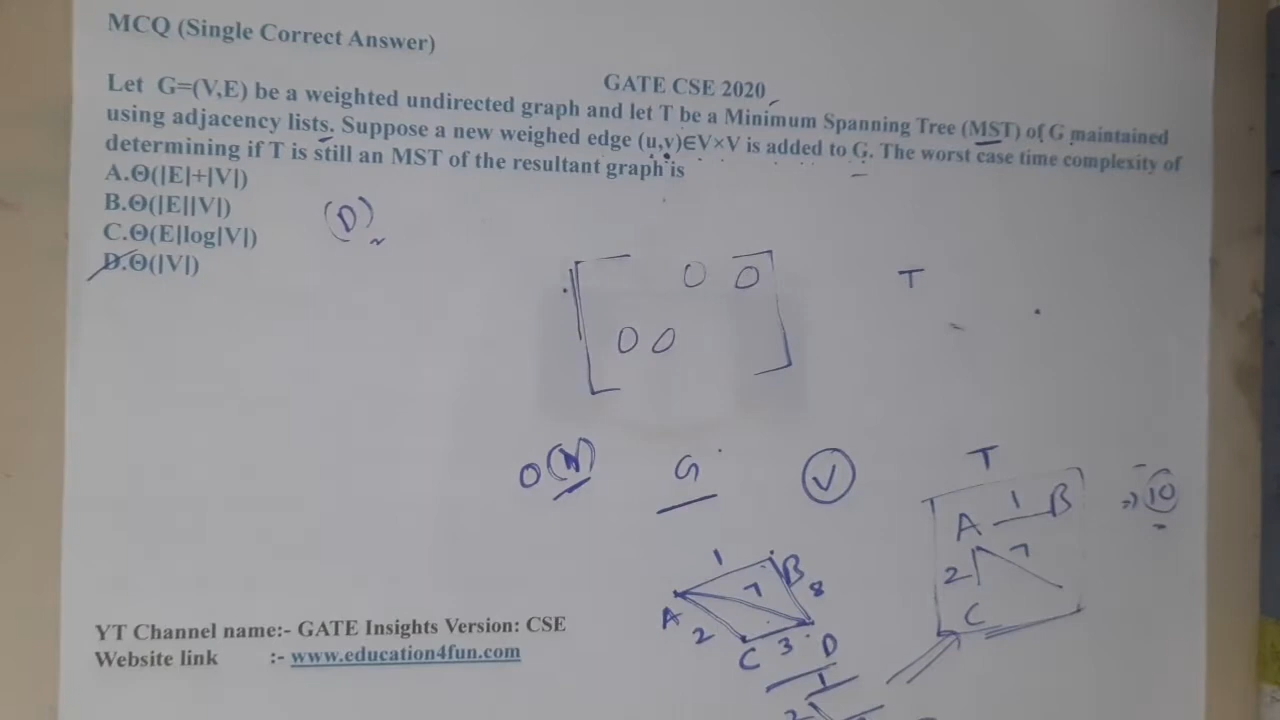 MCQ (Single Correct Answer)
GATE CSE 2020
Let G=(V,E) be a weighted undirected graph and let T be a Minimum Spanning Tree (MST) of G maintained
using adjacency lists. Suppose a new weighed edge (u,v)∈V×V is added to G. The worst case time complexity of
determining if T is still an MST of the resultant graph is
A.Θ(|E|+|V|)
B.Θ(|E||V|)
C.Θ(E|log|V|)
D.Θ(|V|)
(D)
0 0
0 0
T
O(V)
G
V
T
A 1 B
2 7
C
⇒ 10
1
A 7 B 8
2 C 3 D
YT Channel name:- GATE Insights Version: CSE
Website link :- www.education4fun.com